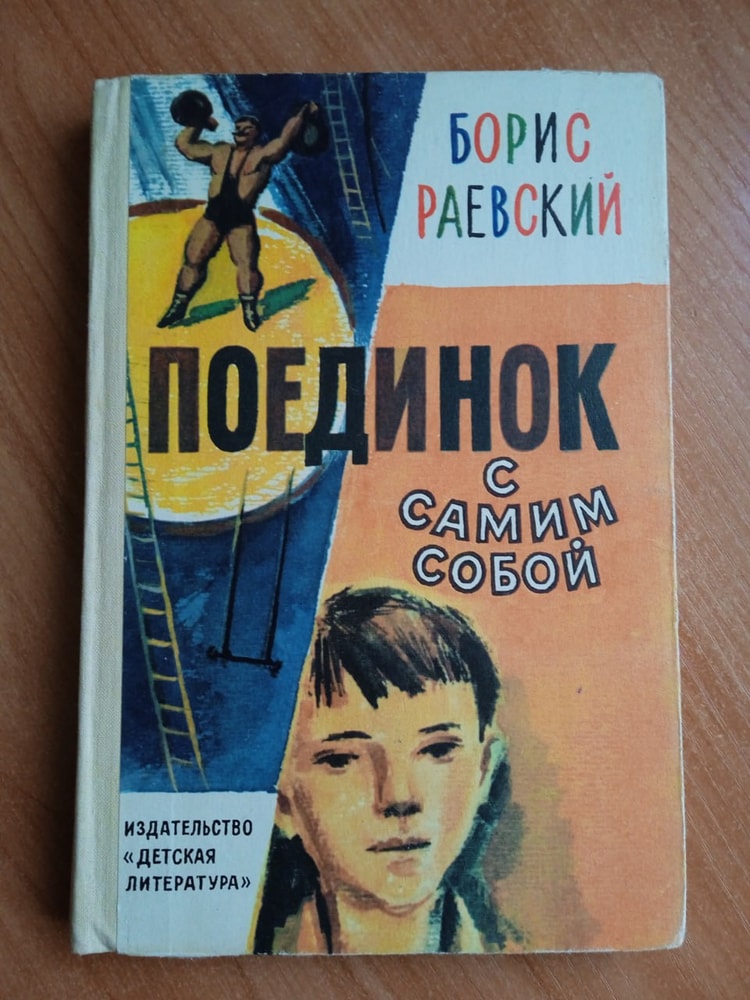 БОРИС
РАЕВСКИЙ
ПОЕДИНОК
С
САМИМ
СОБОЙ
ИЗДАТЕЛЬСТВО
«ДЕТСКАЯ
ЛИТЕРАТУРА»